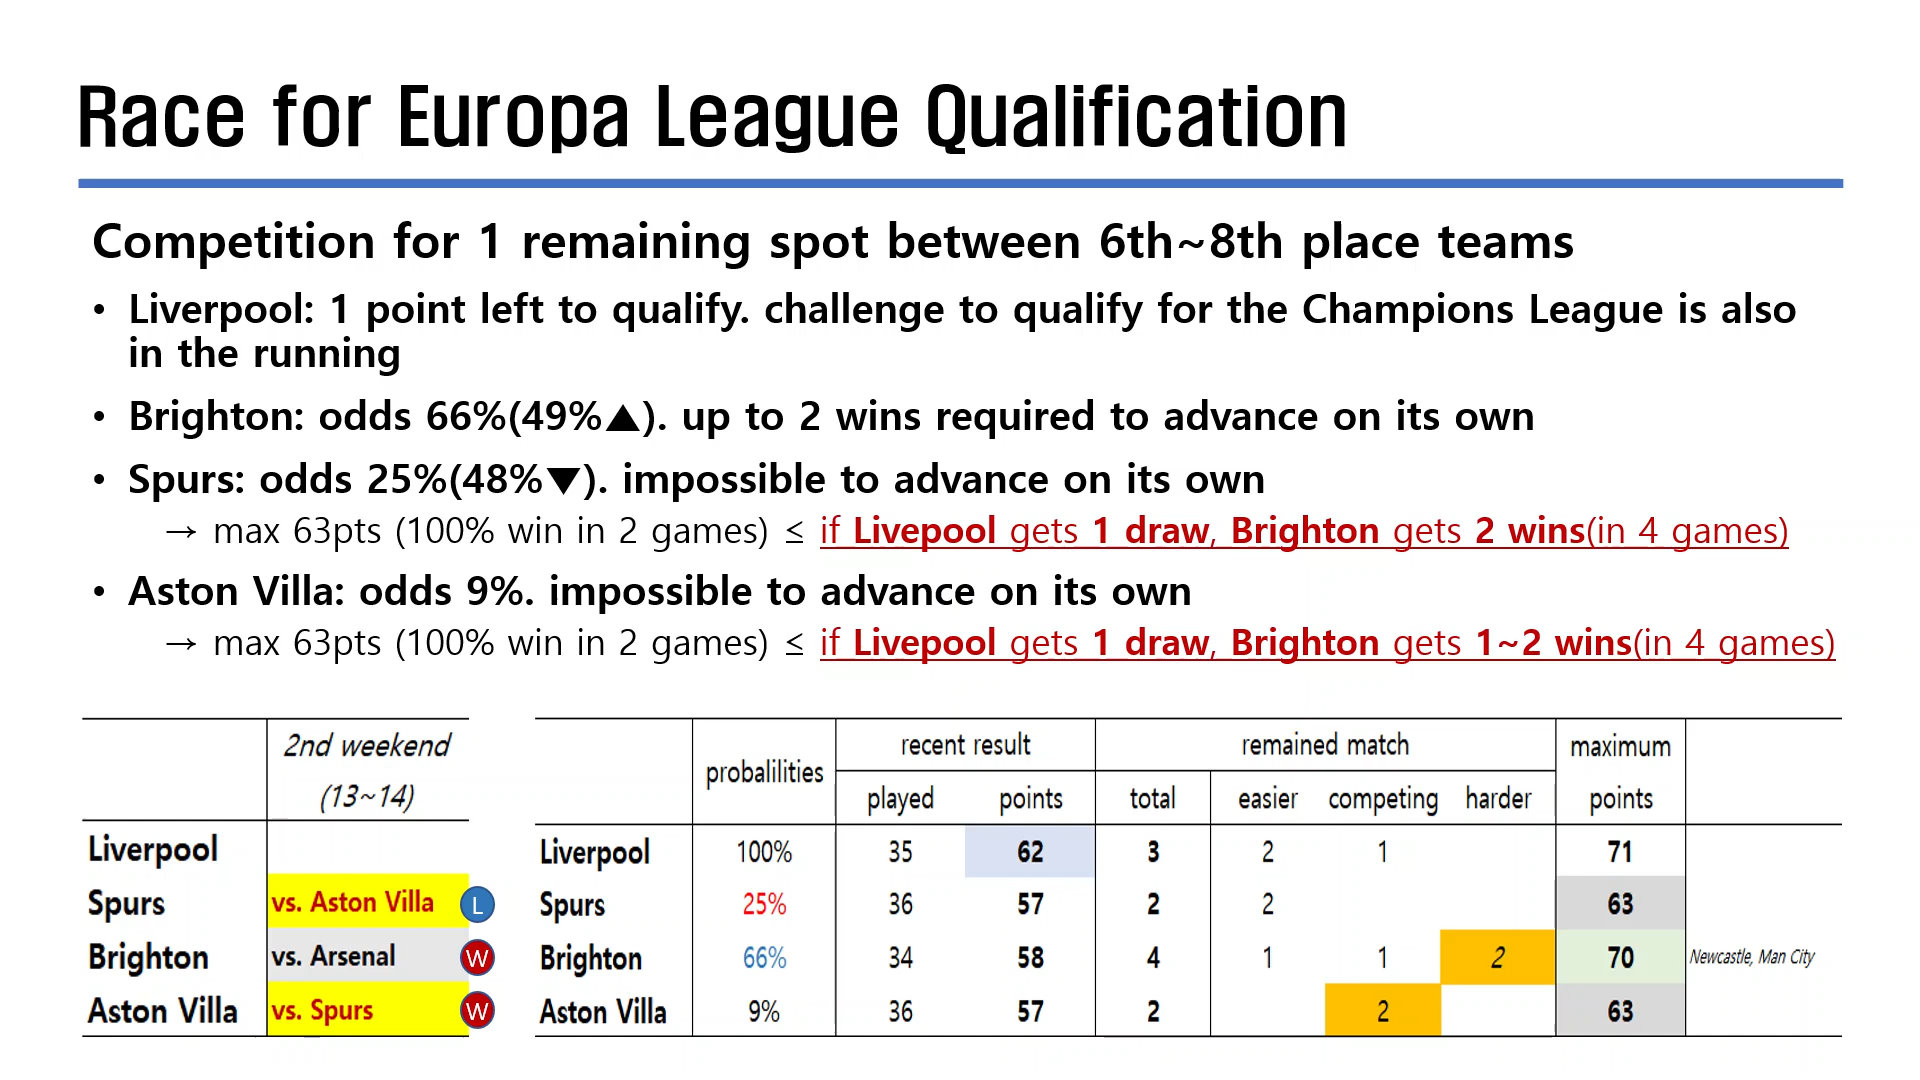 Race for Europa League Qualification
Competition for 1 remaining spot between 6th~8th place teams
• Liverpool: 1 point left to qualify. challenge to qualify for the Champions League is also
in the running
• Brighton: odds 66%(49%▲). up to 2 wins required to advance on its own
• Spurs: odds 25%(48%▼). impossible to advance on its own
→ max 63pts (100% win in 2 games) ≤ if Livepool gets 1 draw, Brighton gets 2 wins(in 4 games)
• Aston Villa: odds 9%. impossible to advance on its own
→ max 63pts (100% win in 2 games) ≤ if Livepool gets 1 draw, Brighton gets 1~2 wins(in 4 games)
2nd weekend
(13~14)
Liverpool
Spurs vs. Aston Villa L
Brighton vs. Arsenal W
Aston Villa vs. Spurs W
probalilities recent result remained match maximum points
played points total easier competing harder
Liverpool 100% 35 62 3 2 1 71
Spurs 25% 36 57 2 2 63
Brighton 66% 34 58 4 1 1 2 70 Newcastle, Man City
Aston Villa 9% 36 57 2 2 63